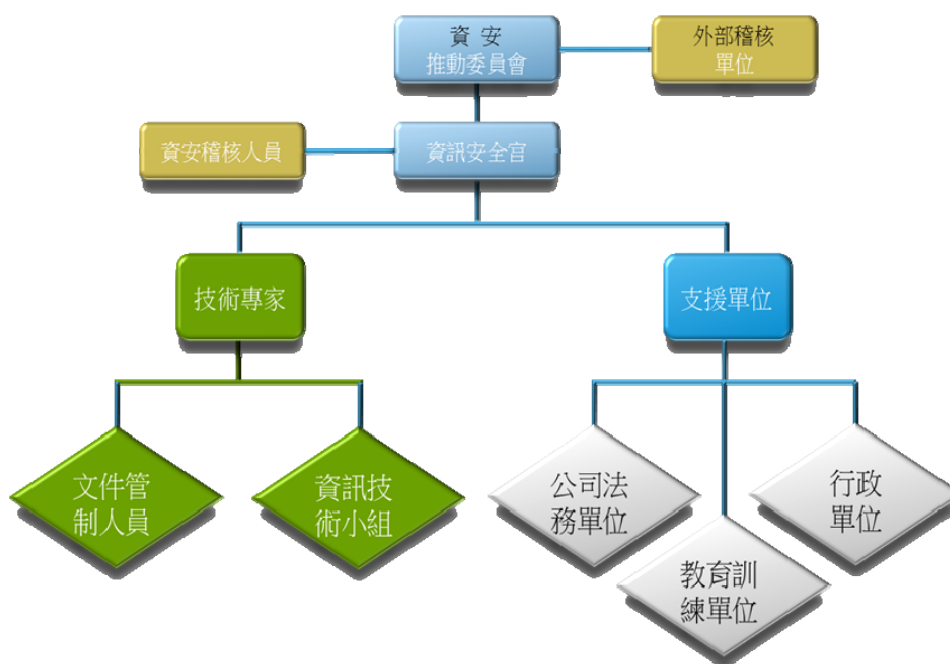 資 安
推動委員會
外部稽核
單位
資安稽核人員
資訊安全官
技術專家
支援單位
文件管
制人員
資訊技
術小組
公司法
務單位
行政
單位
教育訓
練單位